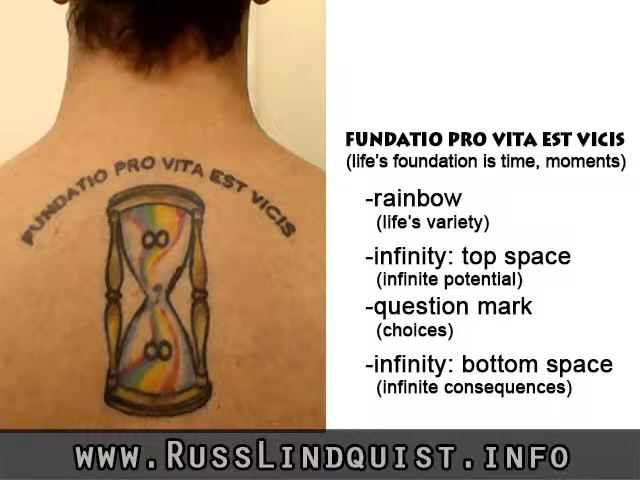 FUNDATIO PRO VITA EST VICIS
∞
∞
FUNDATIO PRO VITA EST VICIS
(life's foundation is time, moments)
-rainbow
(life's variety)
-infinity: top space
(infinite potential)
-question mark
(choices)
-infinity: bottom space
(infinite consequences)
www.RussLindquist.info